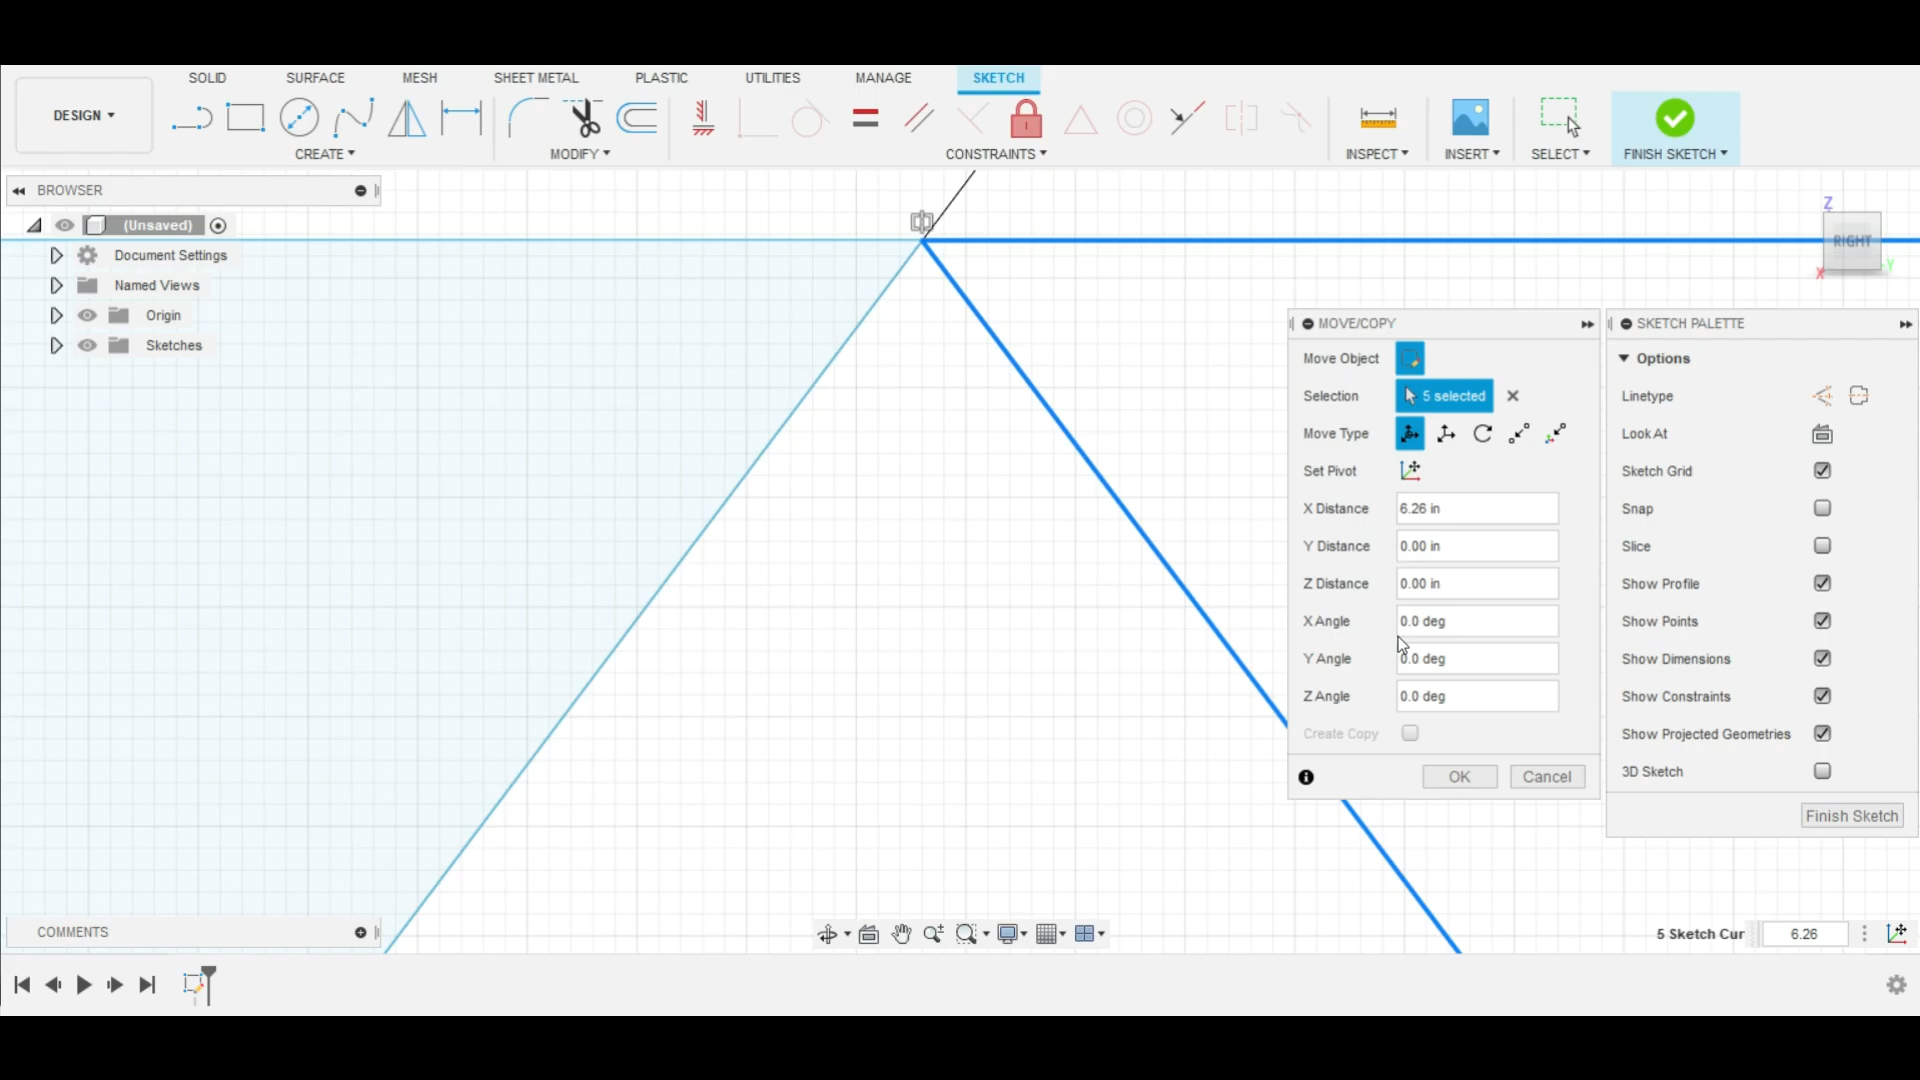 SOLID SURFACE MESH SHEET METAL PLASTIC UTILITIES MANAGE SKETCH
DESIGN
CREATE MODIFY CONSTRAINTS INSPECT INSERT SELECT FINISH SKETCH
BROWSER
(Unsaved)
Document Settings
Named Views
Origin
Sketches
Z
RIGHT
X Y
MOVE/COPY
Move Object
Selection 5 selected
Move Type
Set Pivot
X Distance 6.26 in
Y Distance 0.00 in
Z Distance 0.00 in
X Angle 0.0 deg
Y Angle 0.0 deg
Z Angle 0.0 deg
Create Copy
OK Cancel
SKETCH PALETTE
Options
Linetype
Look At
Sketch Grid
Snap
Slice
Show Profile
Show Points
Show Dimensions
Show Constraints
Show Projected Geometries
3D Sketch
Finish Sketch
COMMENTS
5 Sketch Cur 6.26